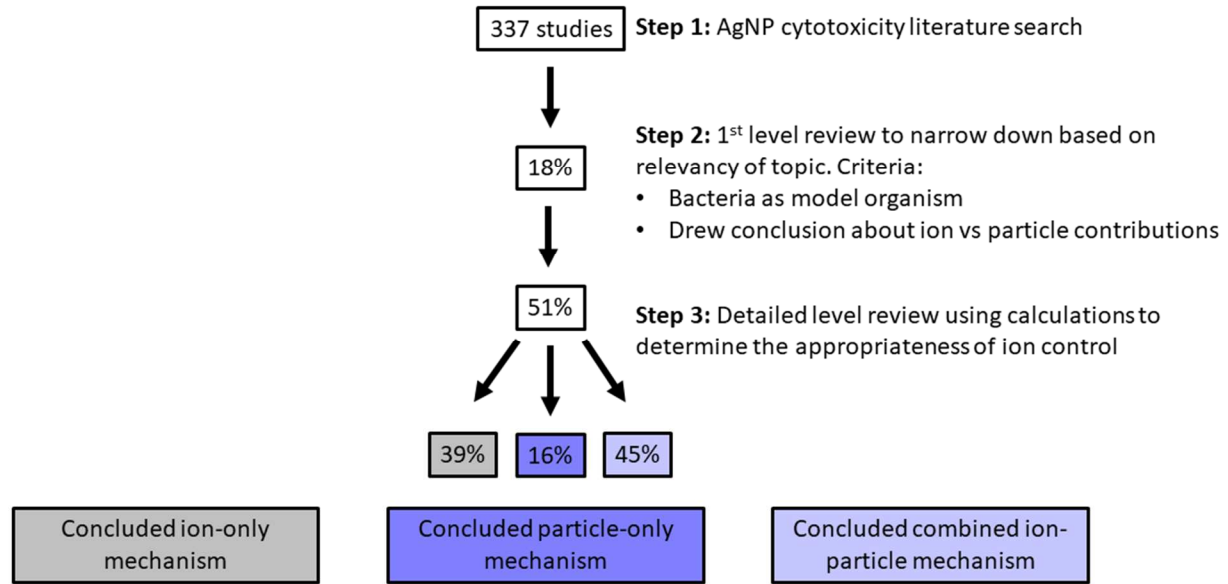 337 studies
Step 1: AgNP cytotoxicity literature search
18%
Step 2: 1st level review to narrow down based on
relevancy of topic. Criteria:
• Bacteria as model organism
• Drew conclusion about ion vs particle contributions
51%
Step 3: Detailed level review using calculations to
determine the appropriateness of ion control
39%
16%
45%
Concluded ion-only
mechanism
Concluded particle-only
mechanism
Concluded combined ion-
particle mechanism